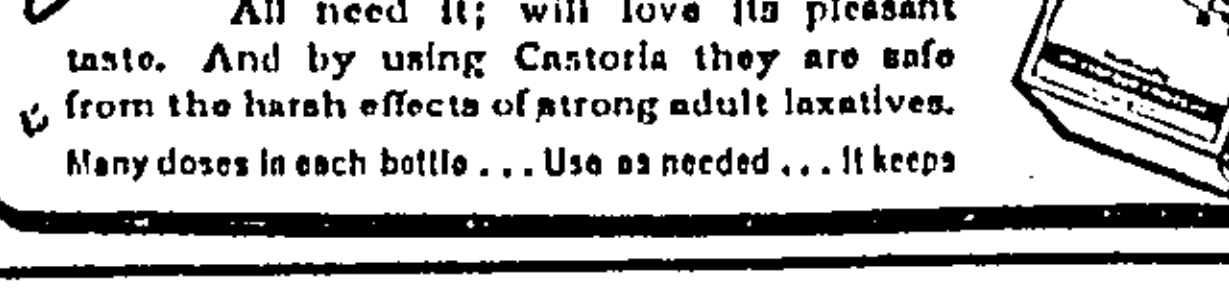 All need it; will love its pleasant
taste. And by using Castoria they are safe
from the harsh effects of strong adult laxatives.
Many doses in each bottle . . . Use as needed . . . It keeps